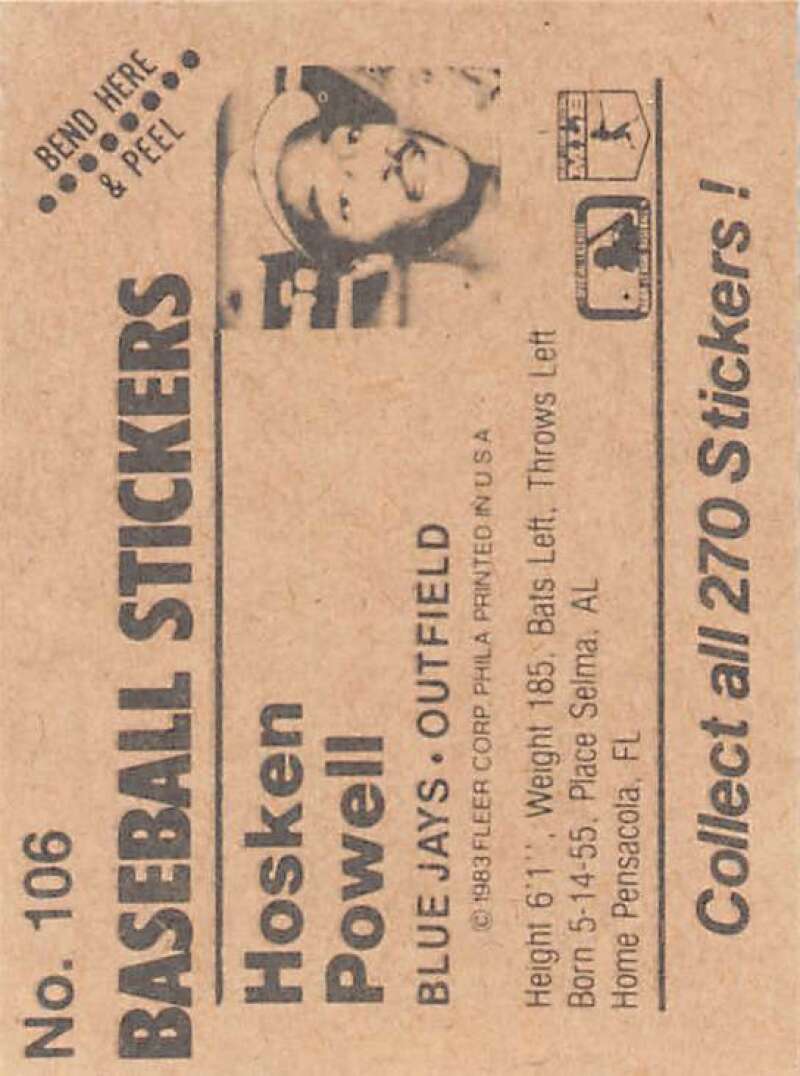 No. 106
BEND HERE
& PEEL
BASEBALL STICKERS
Hosken
Powell
BLUE JAYS • OUTFIELD
© 1983 FLEER CORP. PHILA PRINTED IN U S A
Height 6'1'', Weight 185, Bats Left, Throws Left
Born 5-14-55, Place Selma, AL
Home Pensacola, FL
Collect all 270 Stickers!